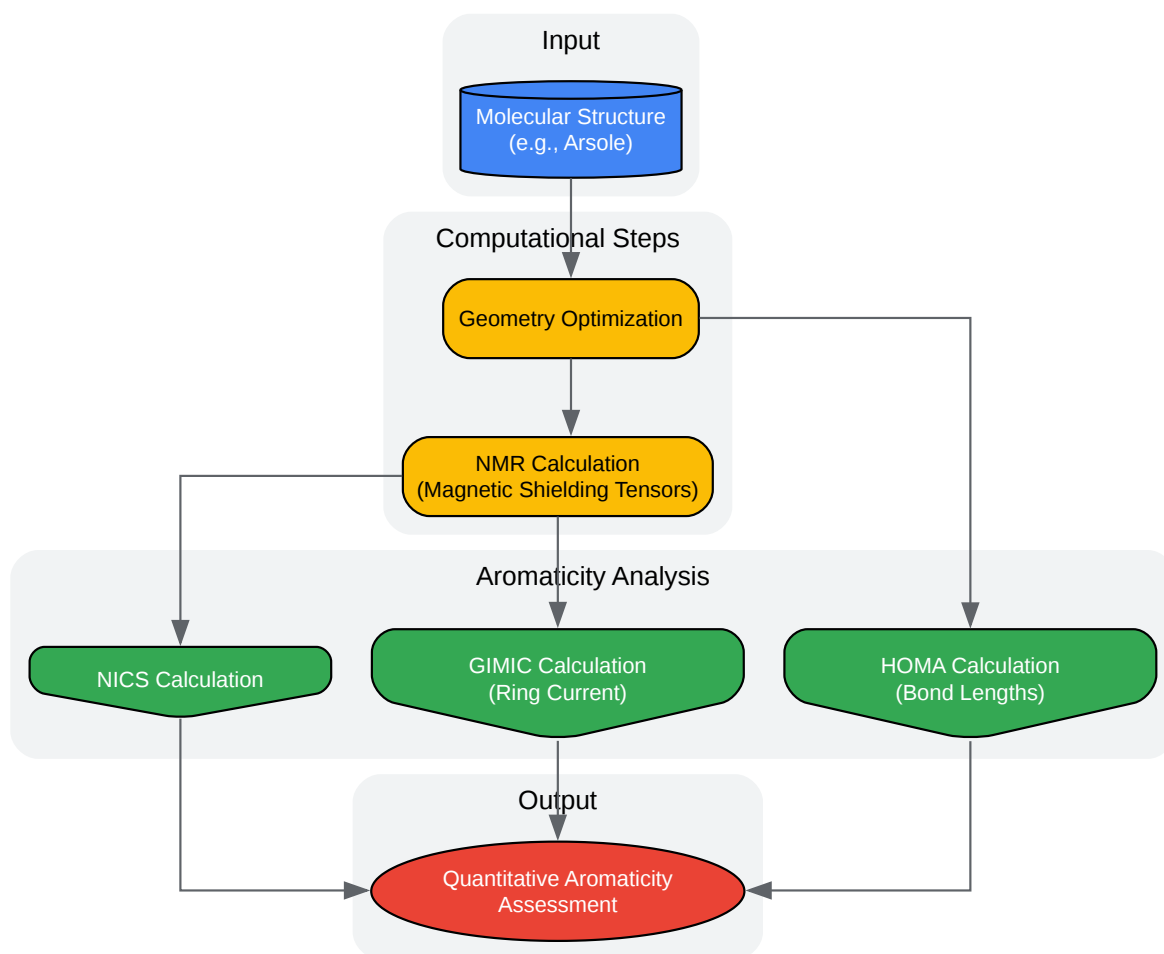 Input
Molecular Structure
(e.g., Arsole)
Computational Steps
Geometry Optimization
NMR Calculation
(Magnetic Shielding Tensors)
Aromaticity Analysis
NICS Calculation
GIMIC Calculation
(Ring Current)
HOMA Calculation
(Bond Lengths)
Output
Quantitative Aromaticity
Assessment